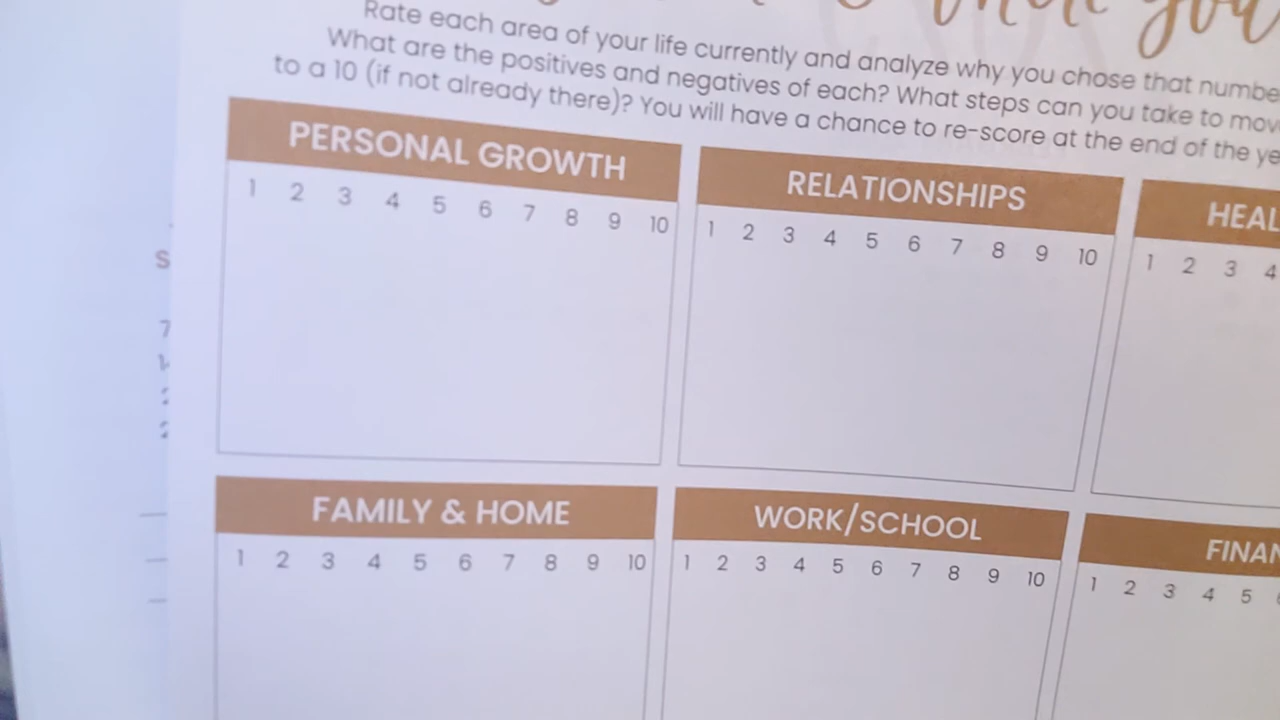 you
Rate each area of your life currently and analyze why you chose that
What are the positives and negatives of each? What steps can you take to
to a 10 (if not already there)? You will have a chance to re-score at the end of the
PERSONAL GROWTH
1 2 3 4 5 6 7 8 9 10
RELATIONSHIPS
1 2 3 4 5 6 7 8 9 10
1 2 3 4
FAMILY & HOME
1 2 3 4 5 6 7 8 9 10
WORK/SCHOOL
1 2 3 4 5 6 7 8 9 10
1 2 3 4 5